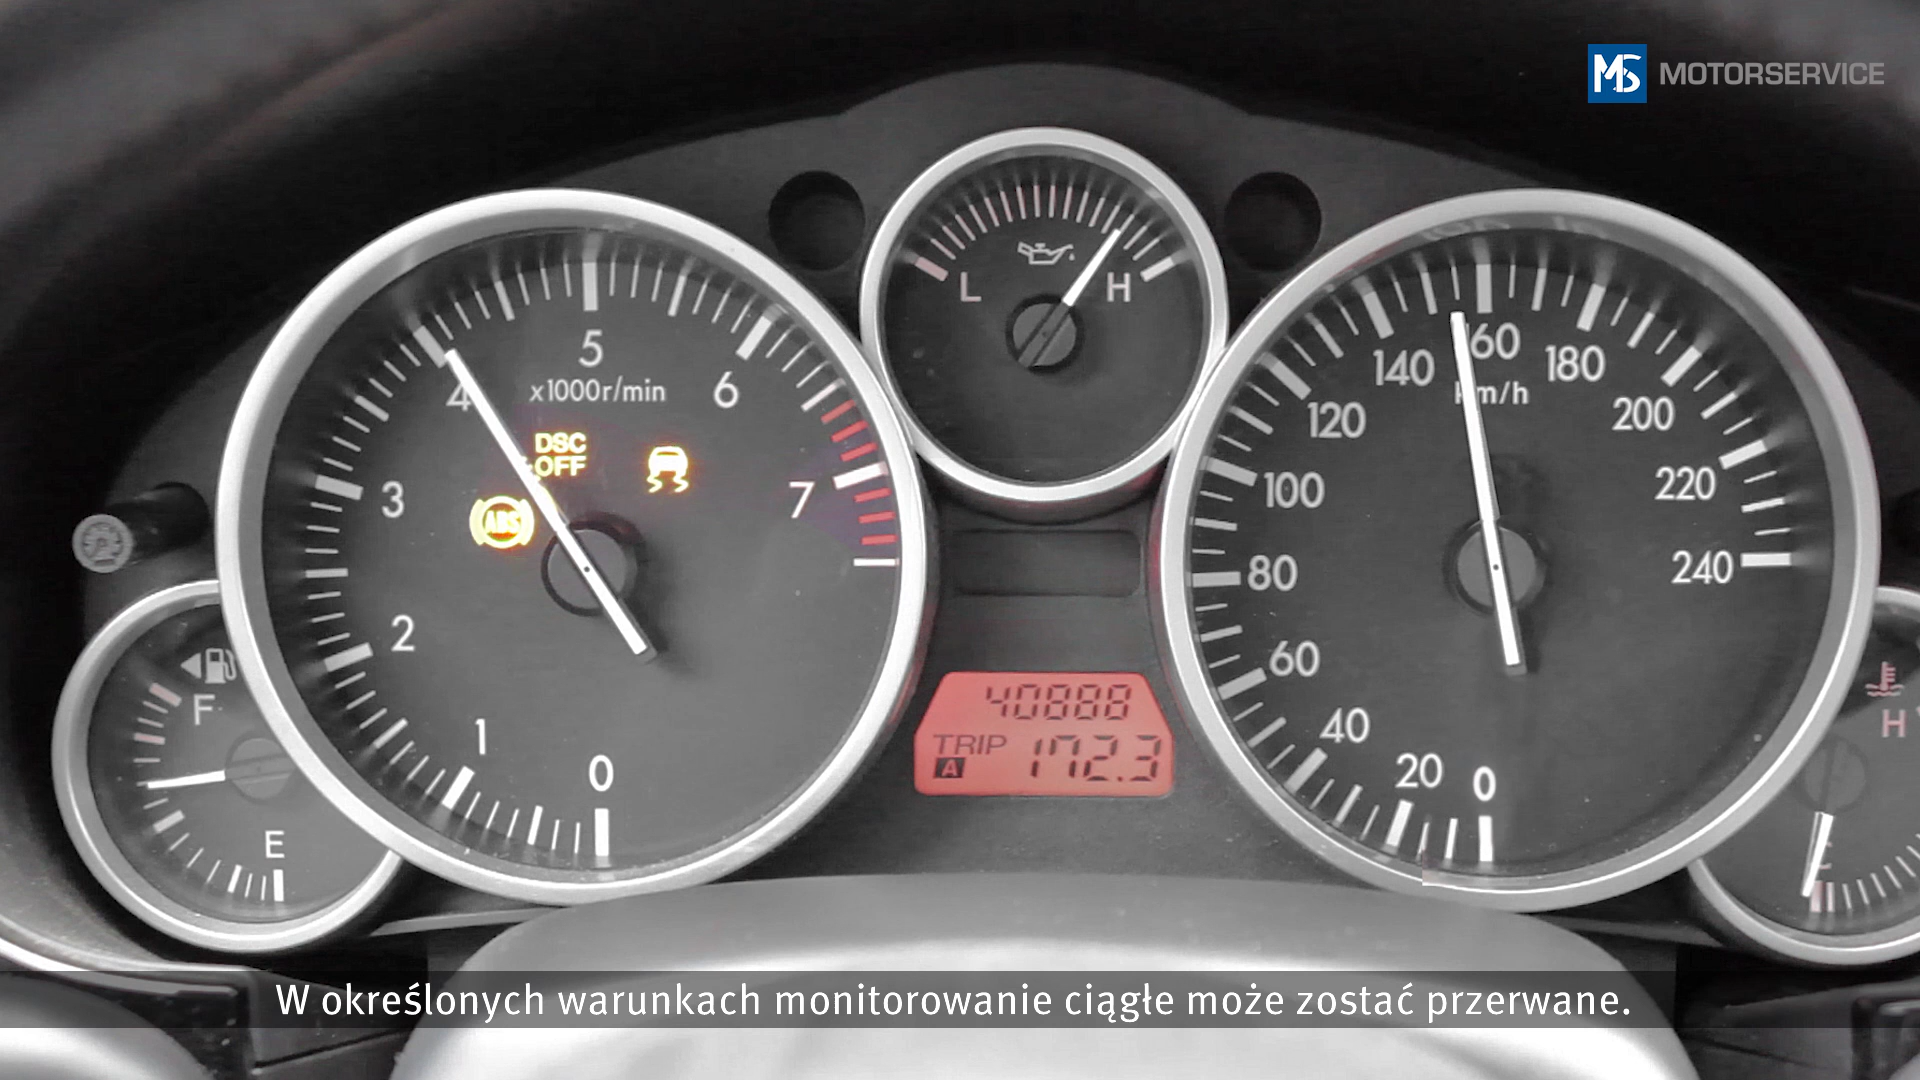 MS MOTORSERVICE
L H
5
x1000r/min
4 6
DSC
OFF
ABS
3 7
2
1
0
F
E
40888
TRIP
A 172.3
140 160 180
km/h
120 200
100 220
80 240
60
40
20 0
H
C
W określonych warunkach monitorowanie ciągłe może zostać przerwane.